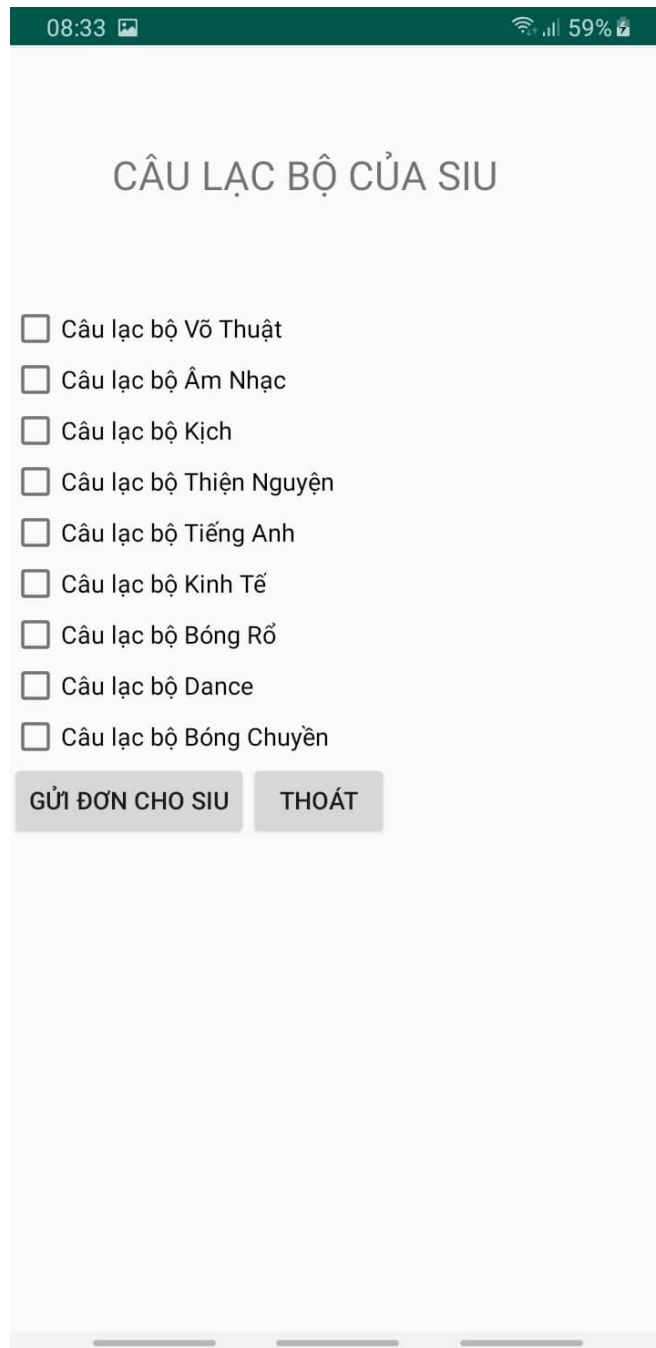 08:33 59%
CÂU LẠC BỘ CỦA SIU
Câu lạc bộ Võ Thuật
Câu lạc bộ Âm Nhạc
Câu lạc bộ Kịch
Câu lạc bộ Thiện Nguyện
Câu lạc bộ Tiếng Anh
Câu lạc bộ Kinh Tế
Câu lạc bộ Bóng Rổ
Câu lạc bộ Dance
Câu lạc bộ Bóng Chuyền
GỬI ĐƠN CHO SIU THOÁT